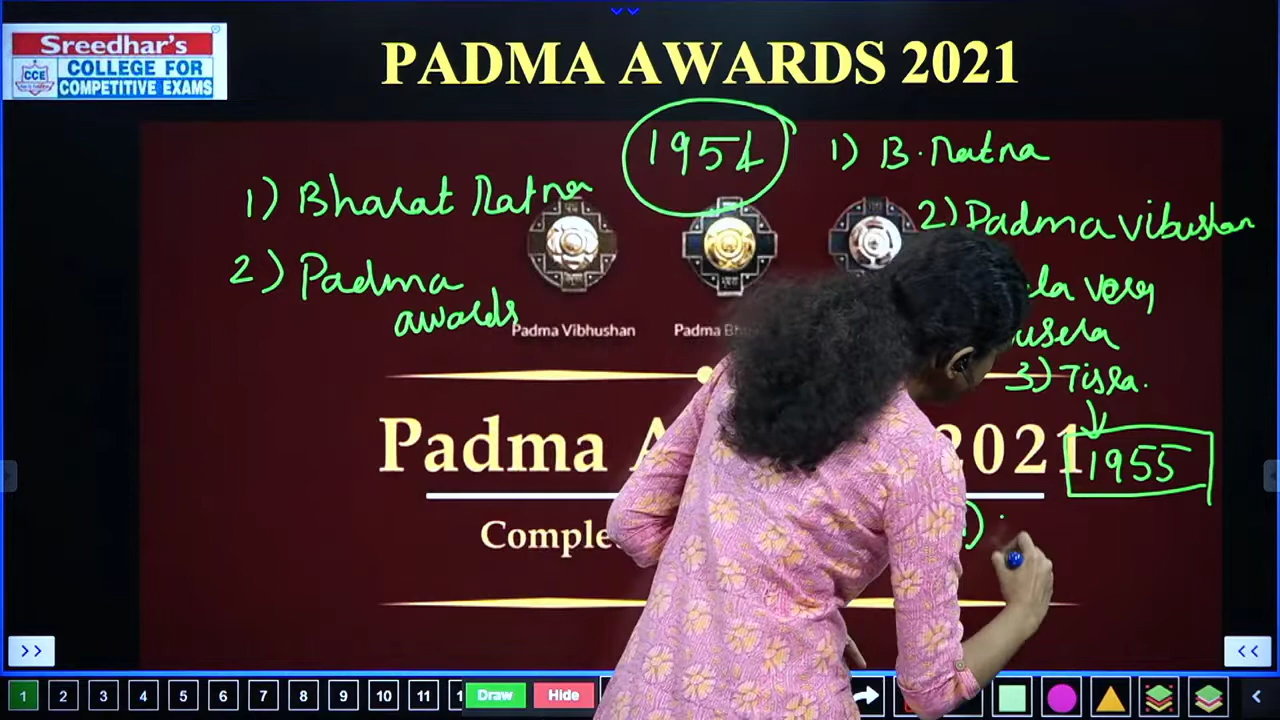 Sreedhar's
CCE
COLLEGE FOR
COMPETITIVE EXAMS
PADMA AWARDS 2021
1954
1) Bharat Ratna
2) Padma
awards
1) B. Ratna
2) Padma Vibushan
very
3) Tisra.
1955
Padma Vibhushan
Padma
Padma A 2021
>>
<<
1 2 3 4 5 6 7 8 9 10 11
Draw
Hide